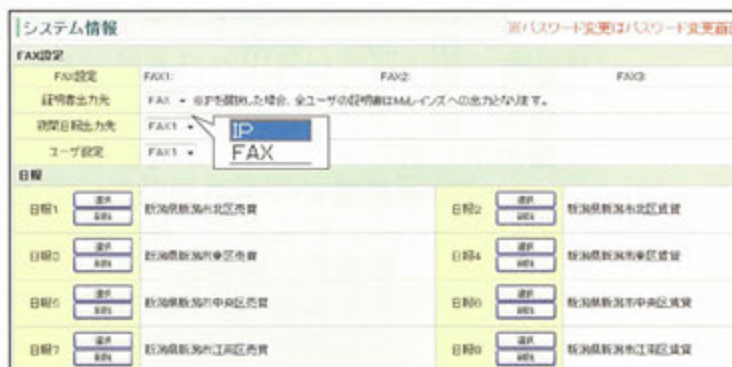 システム情報
※パスワード変更はパスワード変更画
FAX設定
FAX設定 FAX1: FAX2: FAX3:
証明書出力先 FAX ※IPを選択した場合、全ユーザの証明書はIP型レインズへの出力となります。
夜間日報出力先 FAX1
IP
FAX
ユーザ設定 FAX1
日報
日報1 選択 削除 新潟県新潟市北区売買 日報2 選択 削除 新潟県新潟市北区賃貸
日報3 選択 削除 新潟県新潟市東区売買 日報4 選択 削除 新潟県新潟市東区賃貸
日報5 選択 削除 新潟県新潟市中央区売買 日報6 選択 削除 新潟県新潟市中央区賃貸
日報7 選択 削除 新潟県新潟市江南区売買 日報8 選択 削除 新潟県新潟市江南区賃貸